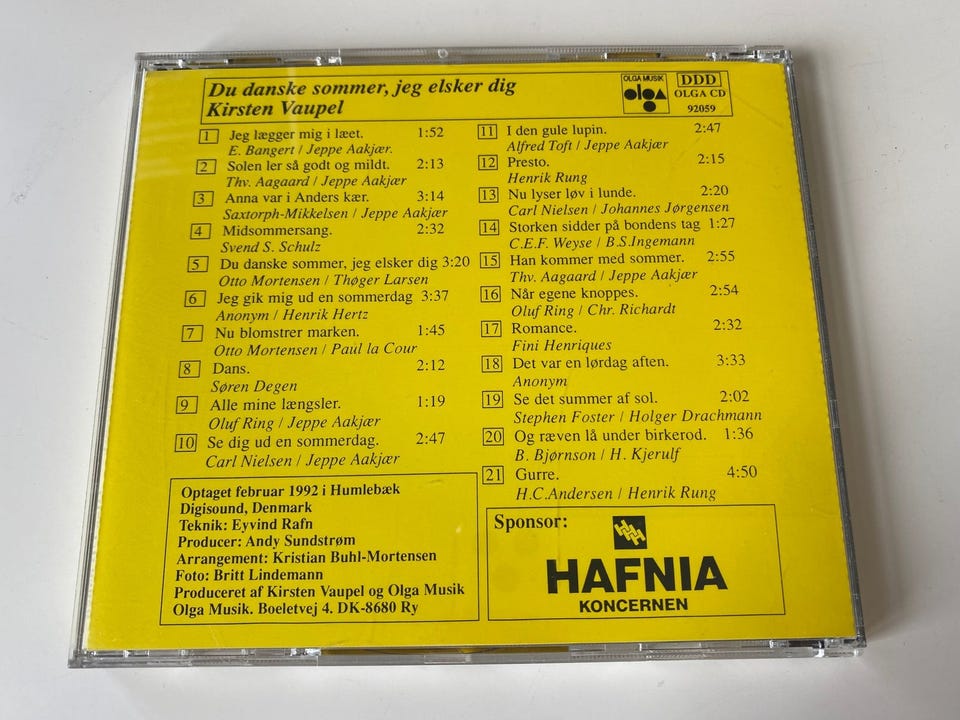 Du danske sommer, jeg elsker dig
Kirsten Vaupel
OLGA MUSIK
olga
DDD
OLGA CD
92059
1 Jeg lægger mig i læet. 1:52
E. Bangert / Jeppe Aakjær.
2 Solen ler så godt og mildt. 2:13
Thv. Aagaard / Jeppe Aakjær
3 Anna var i Anders kær. 3:14
Saxtorph-Mikkelsen / Jeppe Aakjær
4 Midsommersang. 2:32
Svend S. Schulz
5 Du danske sommer, jeg elsker dig 3:20
Otto Mortensen / Thøger Larsen
6 Jeg gik mig ud en sommerdag 3:37
Anonym / Henrik Hertz
7 Nu blomstrer marken. 1:45
Otto Mortensen / Paul la Cour
8 Dans. 2:12
Søren Degen
9 Alle mine længsler. 1:19
Oluf Ring / Jeppe Aakjær
10 Se dig ud en sommerdag. 2:47
Carl Nielsen / Jeppe Aakjær
11 I den gule lupin. 2:47
Alfred Toft / Jeppe Aakjær
12 Presto. 2:15
Henrik Rung
13 Nu lyser løv i lunde. 2:20
Carl Nielsen / Johannes Jørgensen
14 Storken sidder på bondens tag 1:27
C.E.F. Weyse / B.S.Ingemann
15 Han kommer med sommer. 2:55
Thv. Aagaard / Jeppe Aakjær
16 Når egene knoppes. 2:54
Oluf Ring / Chr. Richardt
17 Romance. 2:32
Fini Henriques
18 Det var en lørdag aften. 3:33
Anonym
19 Se det summer af sol. 2:02
Stephen Foster / Holger Drachmann
20 Og ræven lå under birkerod. 1:36
B. Bjørnson / H. Kjerulf
21 Gurre. 4:50
H.C.Andersen / Henrik Rung
Optaget februar 1992 i Humlebæk
Digisound, Denmark
Teknik: Eyvind Rafn
Producer: Andy Sundstrøm
Arrangement: Kristian Buhl-Mortensen
Foto: Britt Lindemann
Produceret af Kirsten Vaupel og Olga Musik
Olga Musik. Boeletvej 4. DK-8680 Ry
Sponsor:
HAFNIA
KONCERNEN